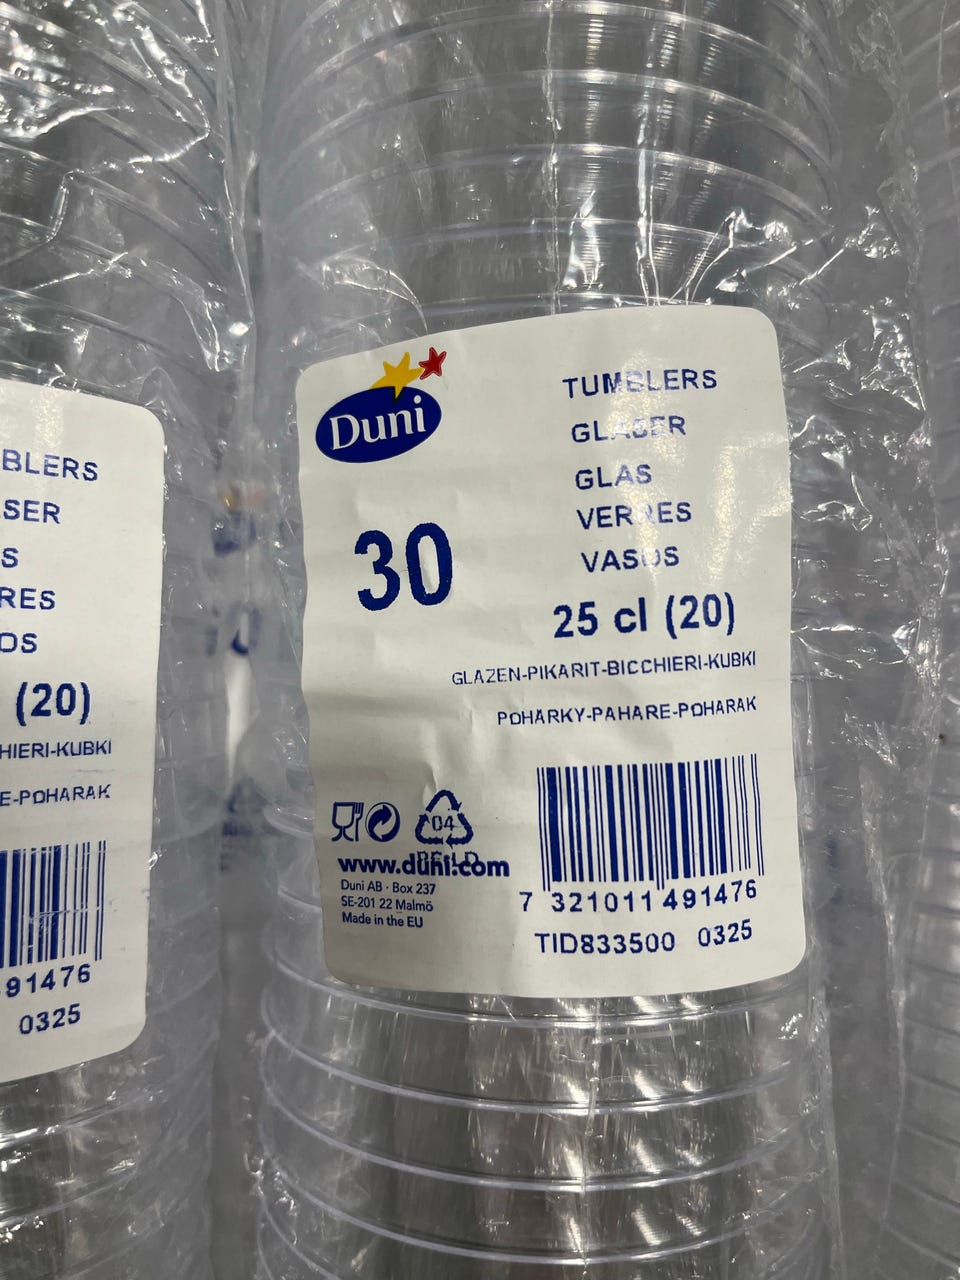 Duni
30
TUMBLERS
GLASER
GLAS
VERRES
VASOS
25 cl (20)
GLAZEN-PIKARIT-BICCHIERI-KUBKI
POHARKY-PAHARE-POHARAK
04
www.duni.com
Duni AB · Box 237
SE-201 22 Malmö
Made in the EU
7 321011 491476
TID833500 0325
BLERS
SER
S
RES
OS
(20)
HIERI-KUBKI
E-POHARAK
91476
0325